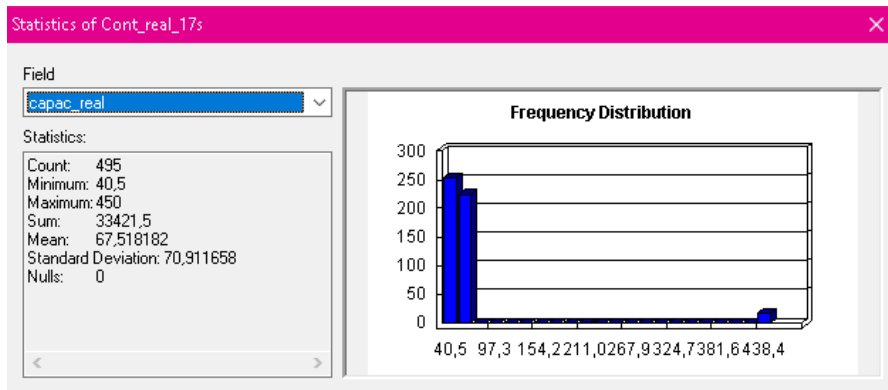 Statistics of Cont_real_17s
Field
capac_real
Statistics:
Count: 495
Minimum: 40,5
Maximum: 450
Sum: 33421,5
Mean: 67,518182
Standard Deviation: 70,911658
Nulls: 0
Frequency Distribution
300
250
200
150
100
50
0
40,5 97,3 154,2 211,0 267,9 324,7 381,6 438,4